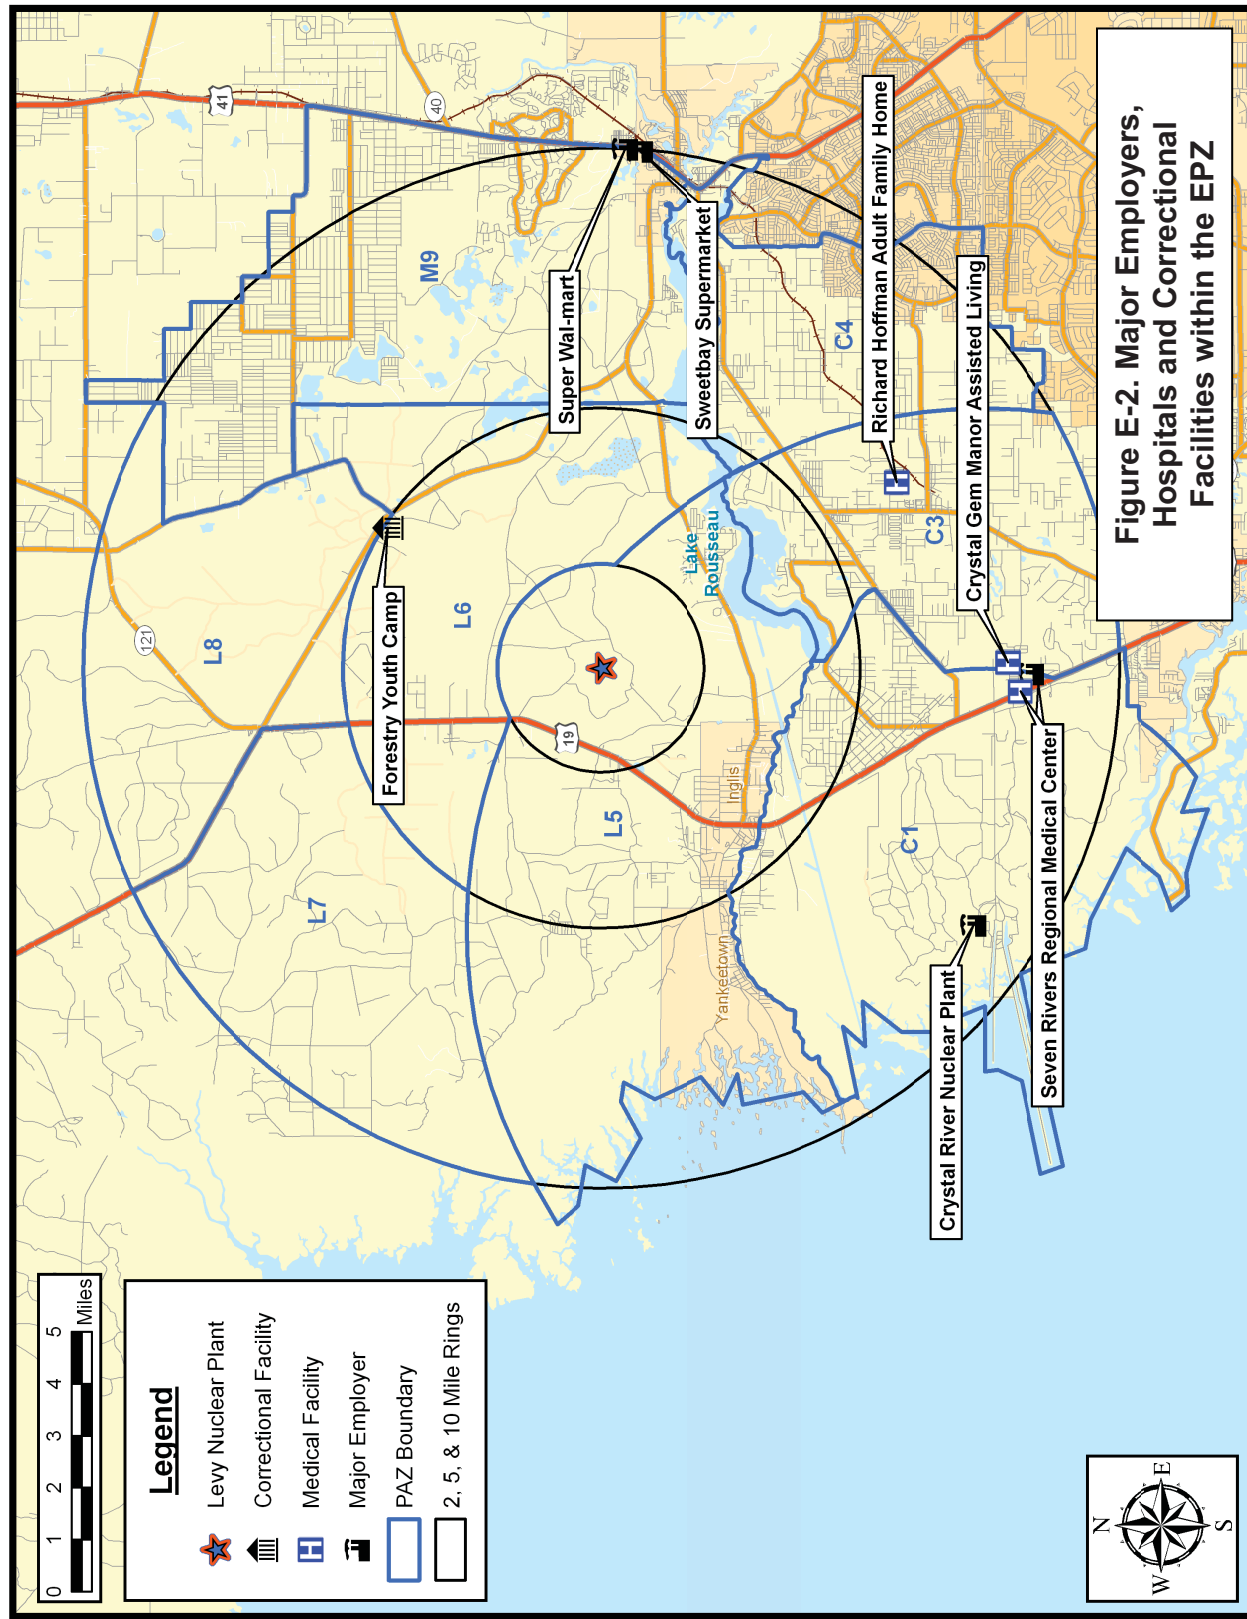 Figure E-2. Major Employers,
Hospitals and Correctional
Facilities within the EPZ
0 1 2 3 4 5
Miles
Legend
Levy Nuclear Plant
Correctional Facility
Medical Facility
Major Employer
PAZ Boundary
2, 5, & 10 Mile Rings
N
W
E
S
41
40
121
19
M9
L8
L6
L7
L5
C4
C3
C1
Forestry Youth Camp
Super Wal-mart
Sweetbay Supermarket
Richard Hoffman Adult Family Home
Crystal Gem Manor Assisted Living
Seven Rivers Regional Medical Center
Crystal River Nuclear Plant
Lake
Rousseau
Inglis
Yankeetown
H
H
H
H